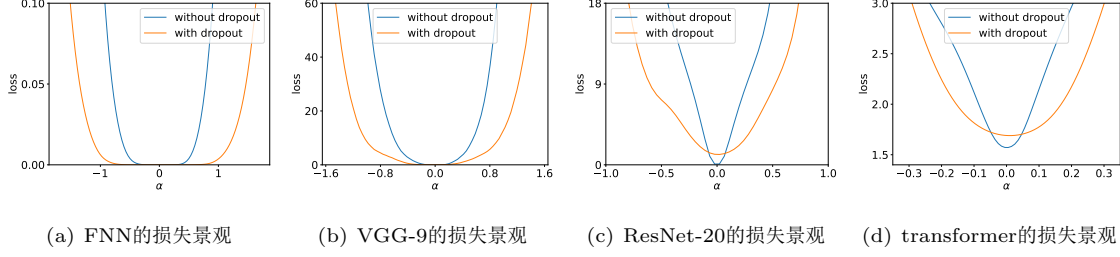 0.10
0.05
0.00
loss
without dropout
with dropout
−1
0
1
α
60
40
20
0
loss
without dropout
with dropout
−1.6
−0.8
0.0
0.8
1.6
α
18
9
0
loss
without dropout
with dropout
−1.0
−0.5
0.0
0.5
1.0
α
3.0
2.5
2.0
1.5
loss
without dropout
with dropout
−0.3
−0.2
−0.1
0.0
0.1
0.2
0.3
α
(a) FNN的损失景观
(b) VGG-9的损失景观
(c) ResNet-20的损失景观
(d) transformer的损失景观